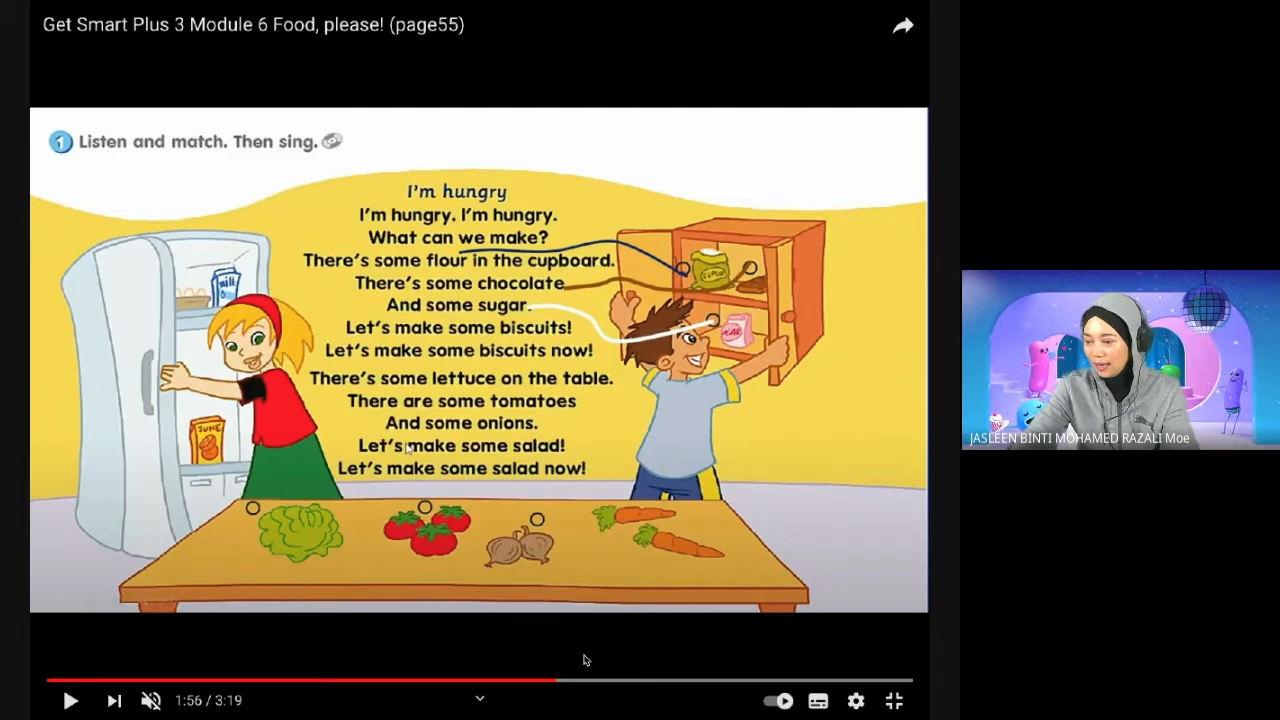 Get Smart Plus 3 Module 6 Food, please! (page55)
1 Listen and match. Then sing.
I'm hungry
I'm hungry. I'm hungry.
What can we make?
There's some flour in the cupboard.
There's some chocolate
And some sugar.
Let's make some biscuits!
Let's make some biscuits now!
There's some lettuce on the table.
There are some tomatoes
And some onions.
Let's make some salad!
Let's make some salad now!
milk
FLOUR
JUICE
JASLEEN BINTI MOHAMED RAZALI Moe
1:56 / 3:19